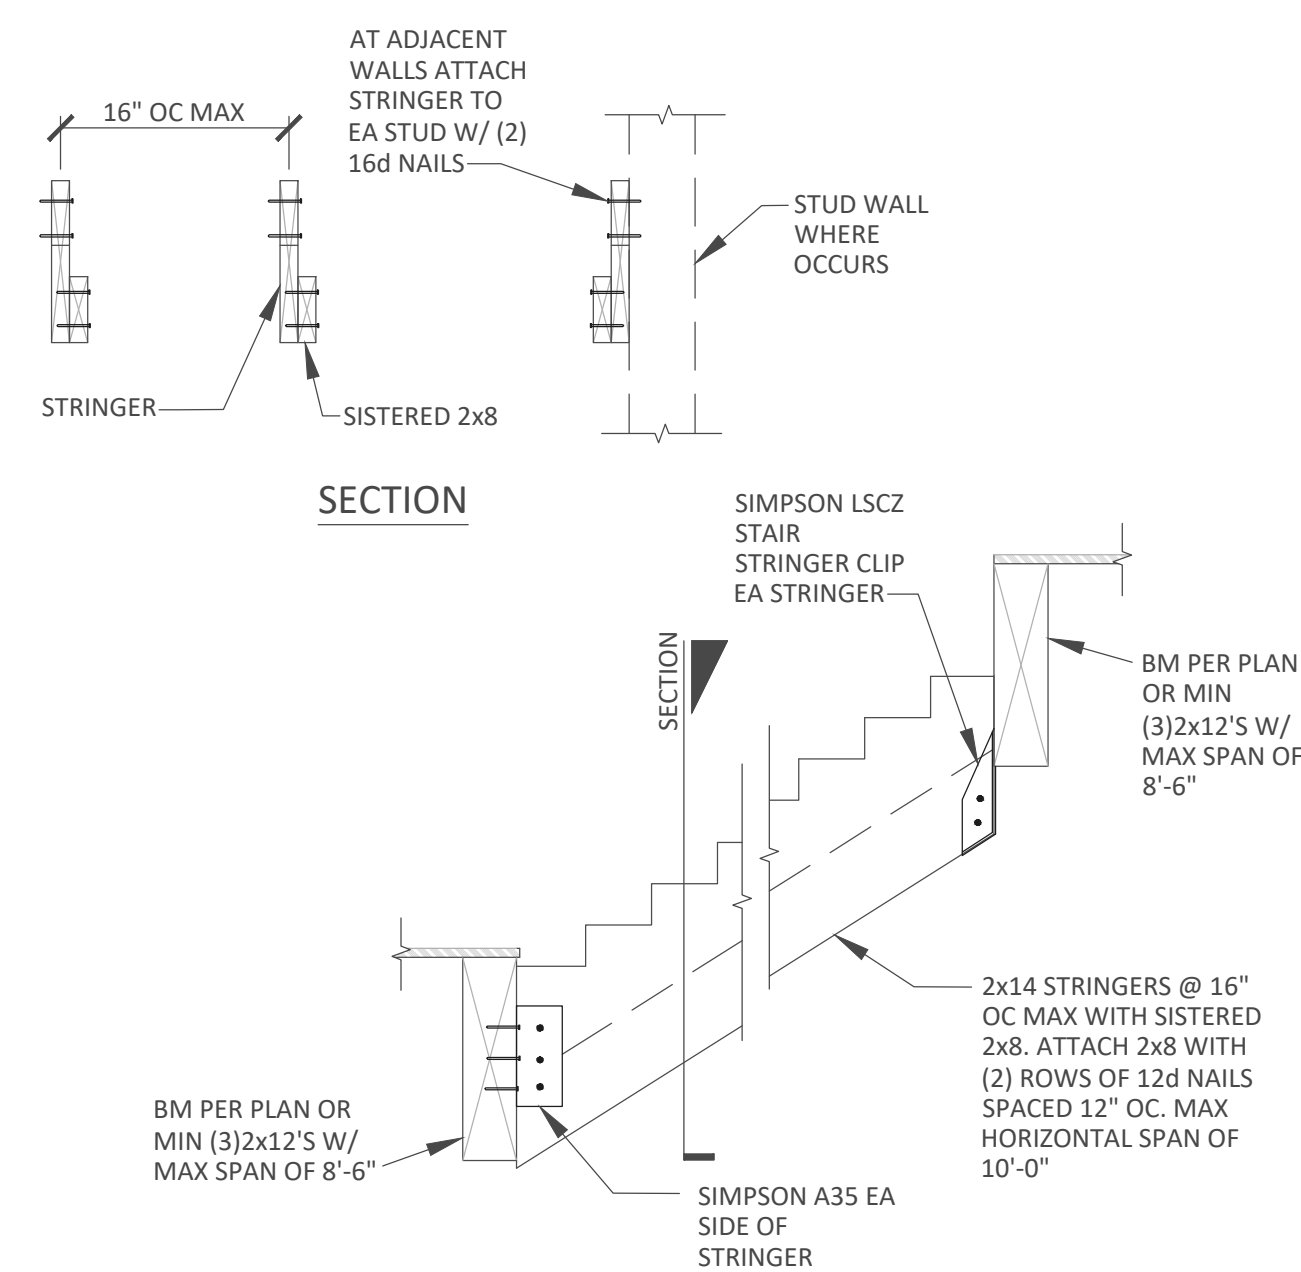 AT ADJACENT
WALLS ATTACH
STRINGER TO
EA STUD W/ (2)
16d NAILS
16" OC MAX
STUD WALL
WHERE
OCCURS
STRINGER
SISTERED 2x8
SECTION
SIMPSON LSCZ
STAIR
STRINGER CLIP
EA STRINGER
SECTION
BM PER PLAN
OR MIN
(3)2x12'S W/
MAX SPAN OF
8'-6"
2x14 STRINGERS @ 16"
OC MAX WITH SISTERED
2x8. ATTACH 2x8 WITH
(2) ROWS OF 12d NAILS
SPACED 12" OC. MAX
HORIZONTAL SPAN OF
10'-0"
BM PER PLAN OR
MIN (3)2x12'S W/
MAX SPAN OF 8'-6"
SIMPSON A35 EA
SIDE OF
STRINGER